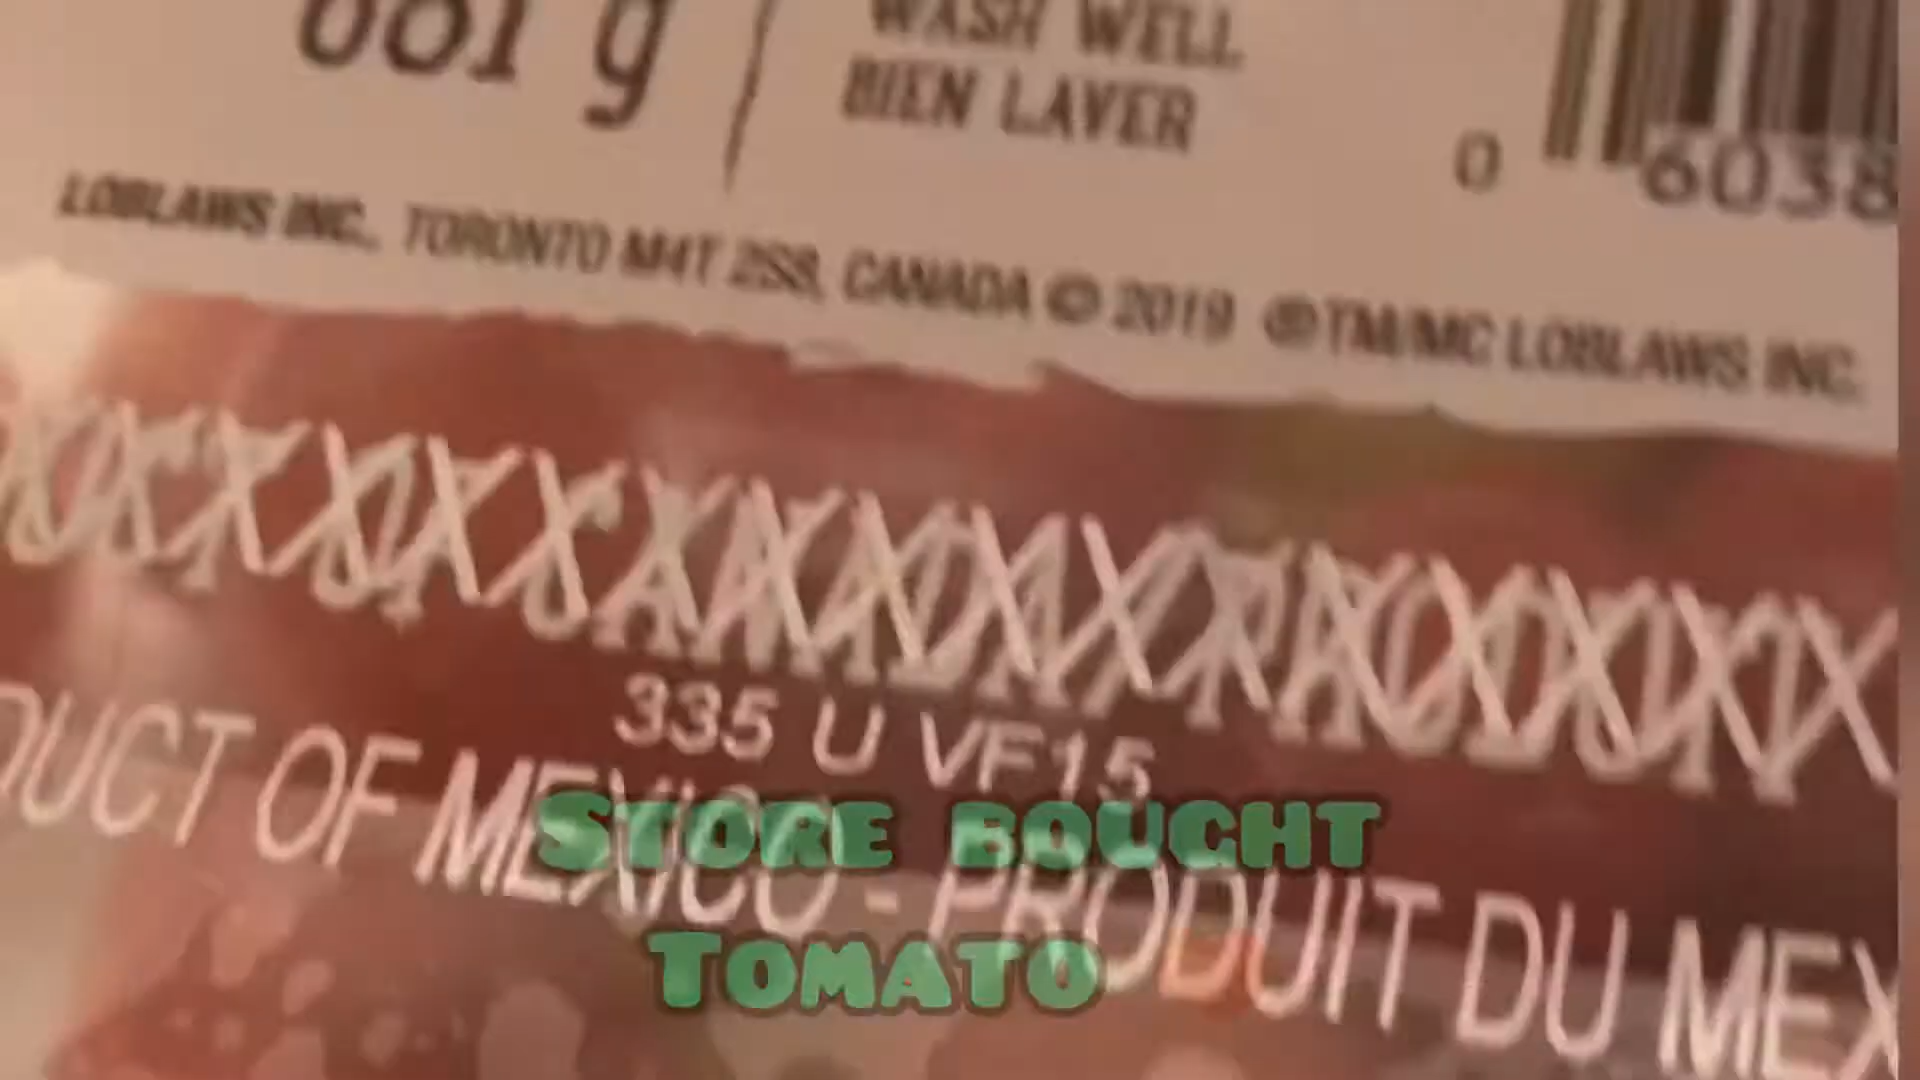 681 g
WASH WELL
BIEN LAVER
0 6038
LOBLAWS INC., TORONTO M4T 2S8, CANADA © 2019 ®TM/MC LOBLAWS INC.
335 U VF15
DUCT OF MEXICO - PRODUIT DU MEX
STORE BOUGHT
TOMATO